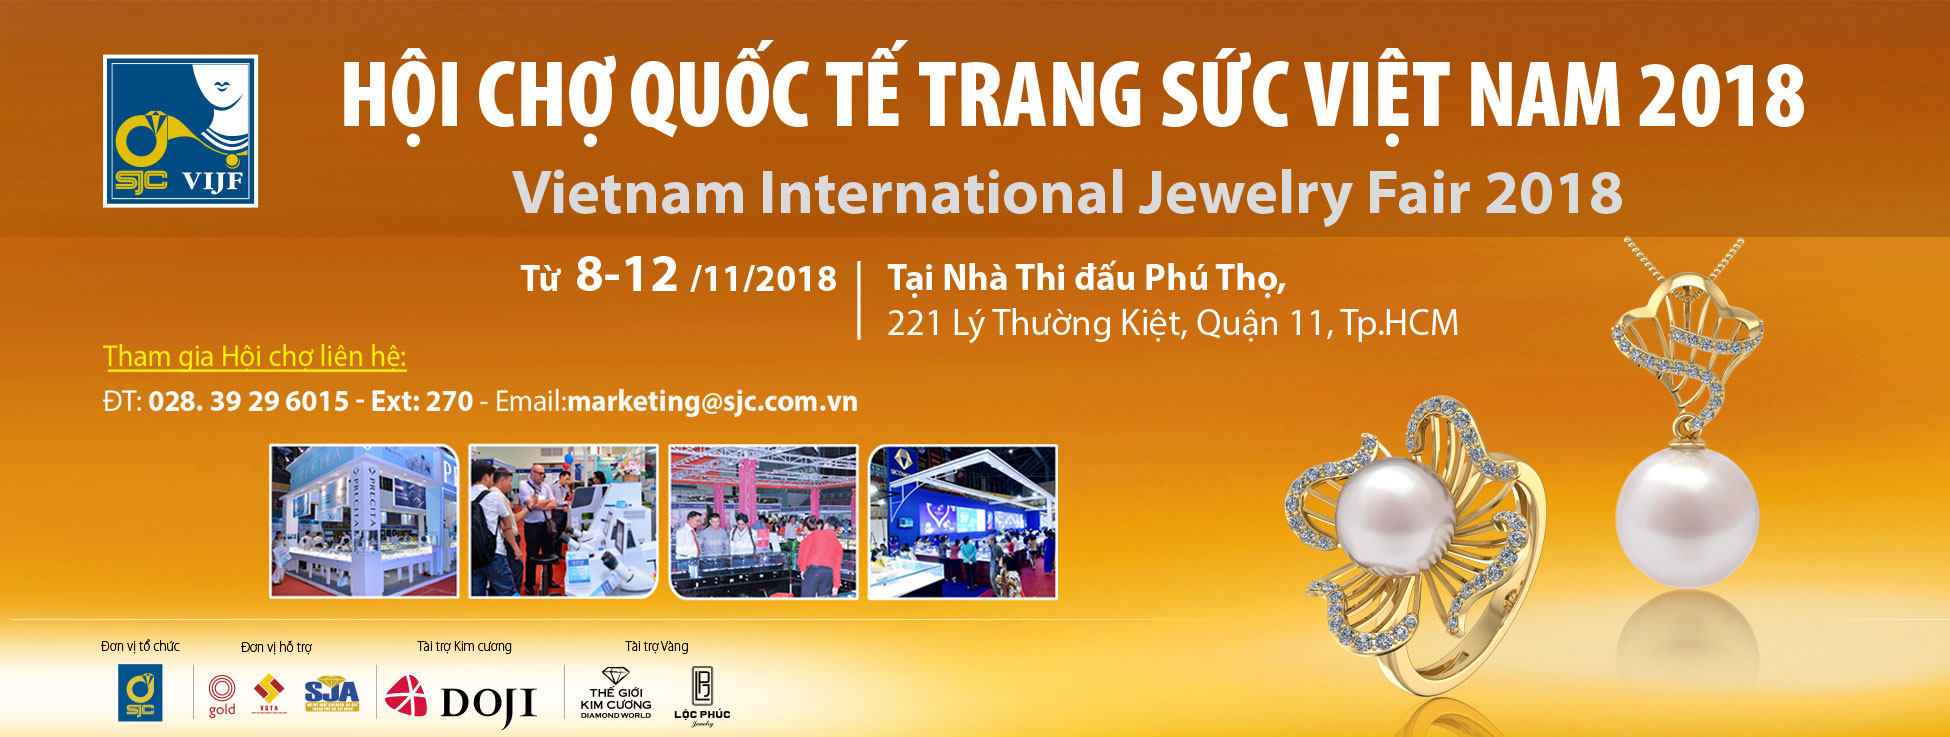 HỘI CHỢ QUỐC TẾ TRANG SỨC VIỆT NAM 2018
SJC VIJF
Vietnam International Jewelry Fair 2018
Từ 8-12 /11/2018
Tại Nhà Thi đấu Phú Thọ,
221 Lý Thường Kiệt, Quận 11, Tp.HCM
Tham gia Hội chợ liên hệ:
ĐT: 028. 39 29 6015 - Ext: 270 - Email:marketing@sjc.com.vn
PRECITA
Đơn vị tổ chức
SJC
Đơn vị hỗ trợ
gold
VGTA
SJA
Tài trợ Kim cương
DOJI
Tài trợ Vàng
THẾ GIỚI
KIM CƯƠNG
DIAMOND WORLD
LỘC PHÚC
Jewelry